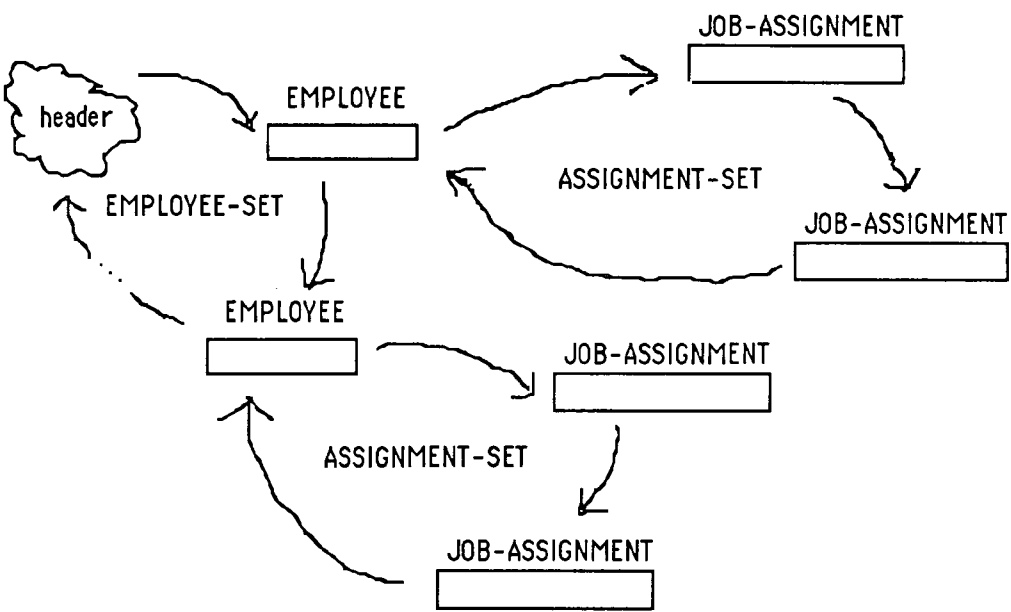 JOB-ASSIGNMENT
EMPLOYEE
header
ASSIGNMENT-SET
EMPLOYEE-SET
JOB-ASSIGNMENT
EMPLOYEE
JOB-ASSIGNMENT
ASSIGNMENT-SET
JOB-ASSIGNMENT